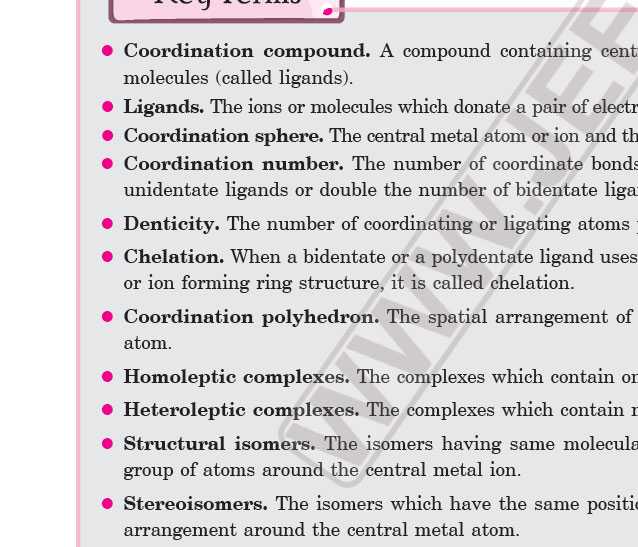 Key Terms
Coordination compound. A compound containing cent
molecules (called ligands).
Ligands. The ions or molecules which donate a pair of electr
Coordination sphere. The central metal atom or ion and th
Coordination number. The number of coordinate bonds
unidentate ligands or double the number of bidentate liga
Denticity. The number of coordinating or ligating atoms
Chelation. When a bidentate or a polydentate ligand uses
or ion forming ring structure, it is called chelation.
Coordination polyhedron. The spatial arrangement of
atom.
Homoleptic complexes. The complexes which contain on
Heteroleptic complexes. The complexes which contain
Structural isomers. The isomers having same molecula
group of atoms around the central metal ion.
Stereoisomers. The isomers which have the same positio
arrangement around the central metal atom.
WWW.JEE